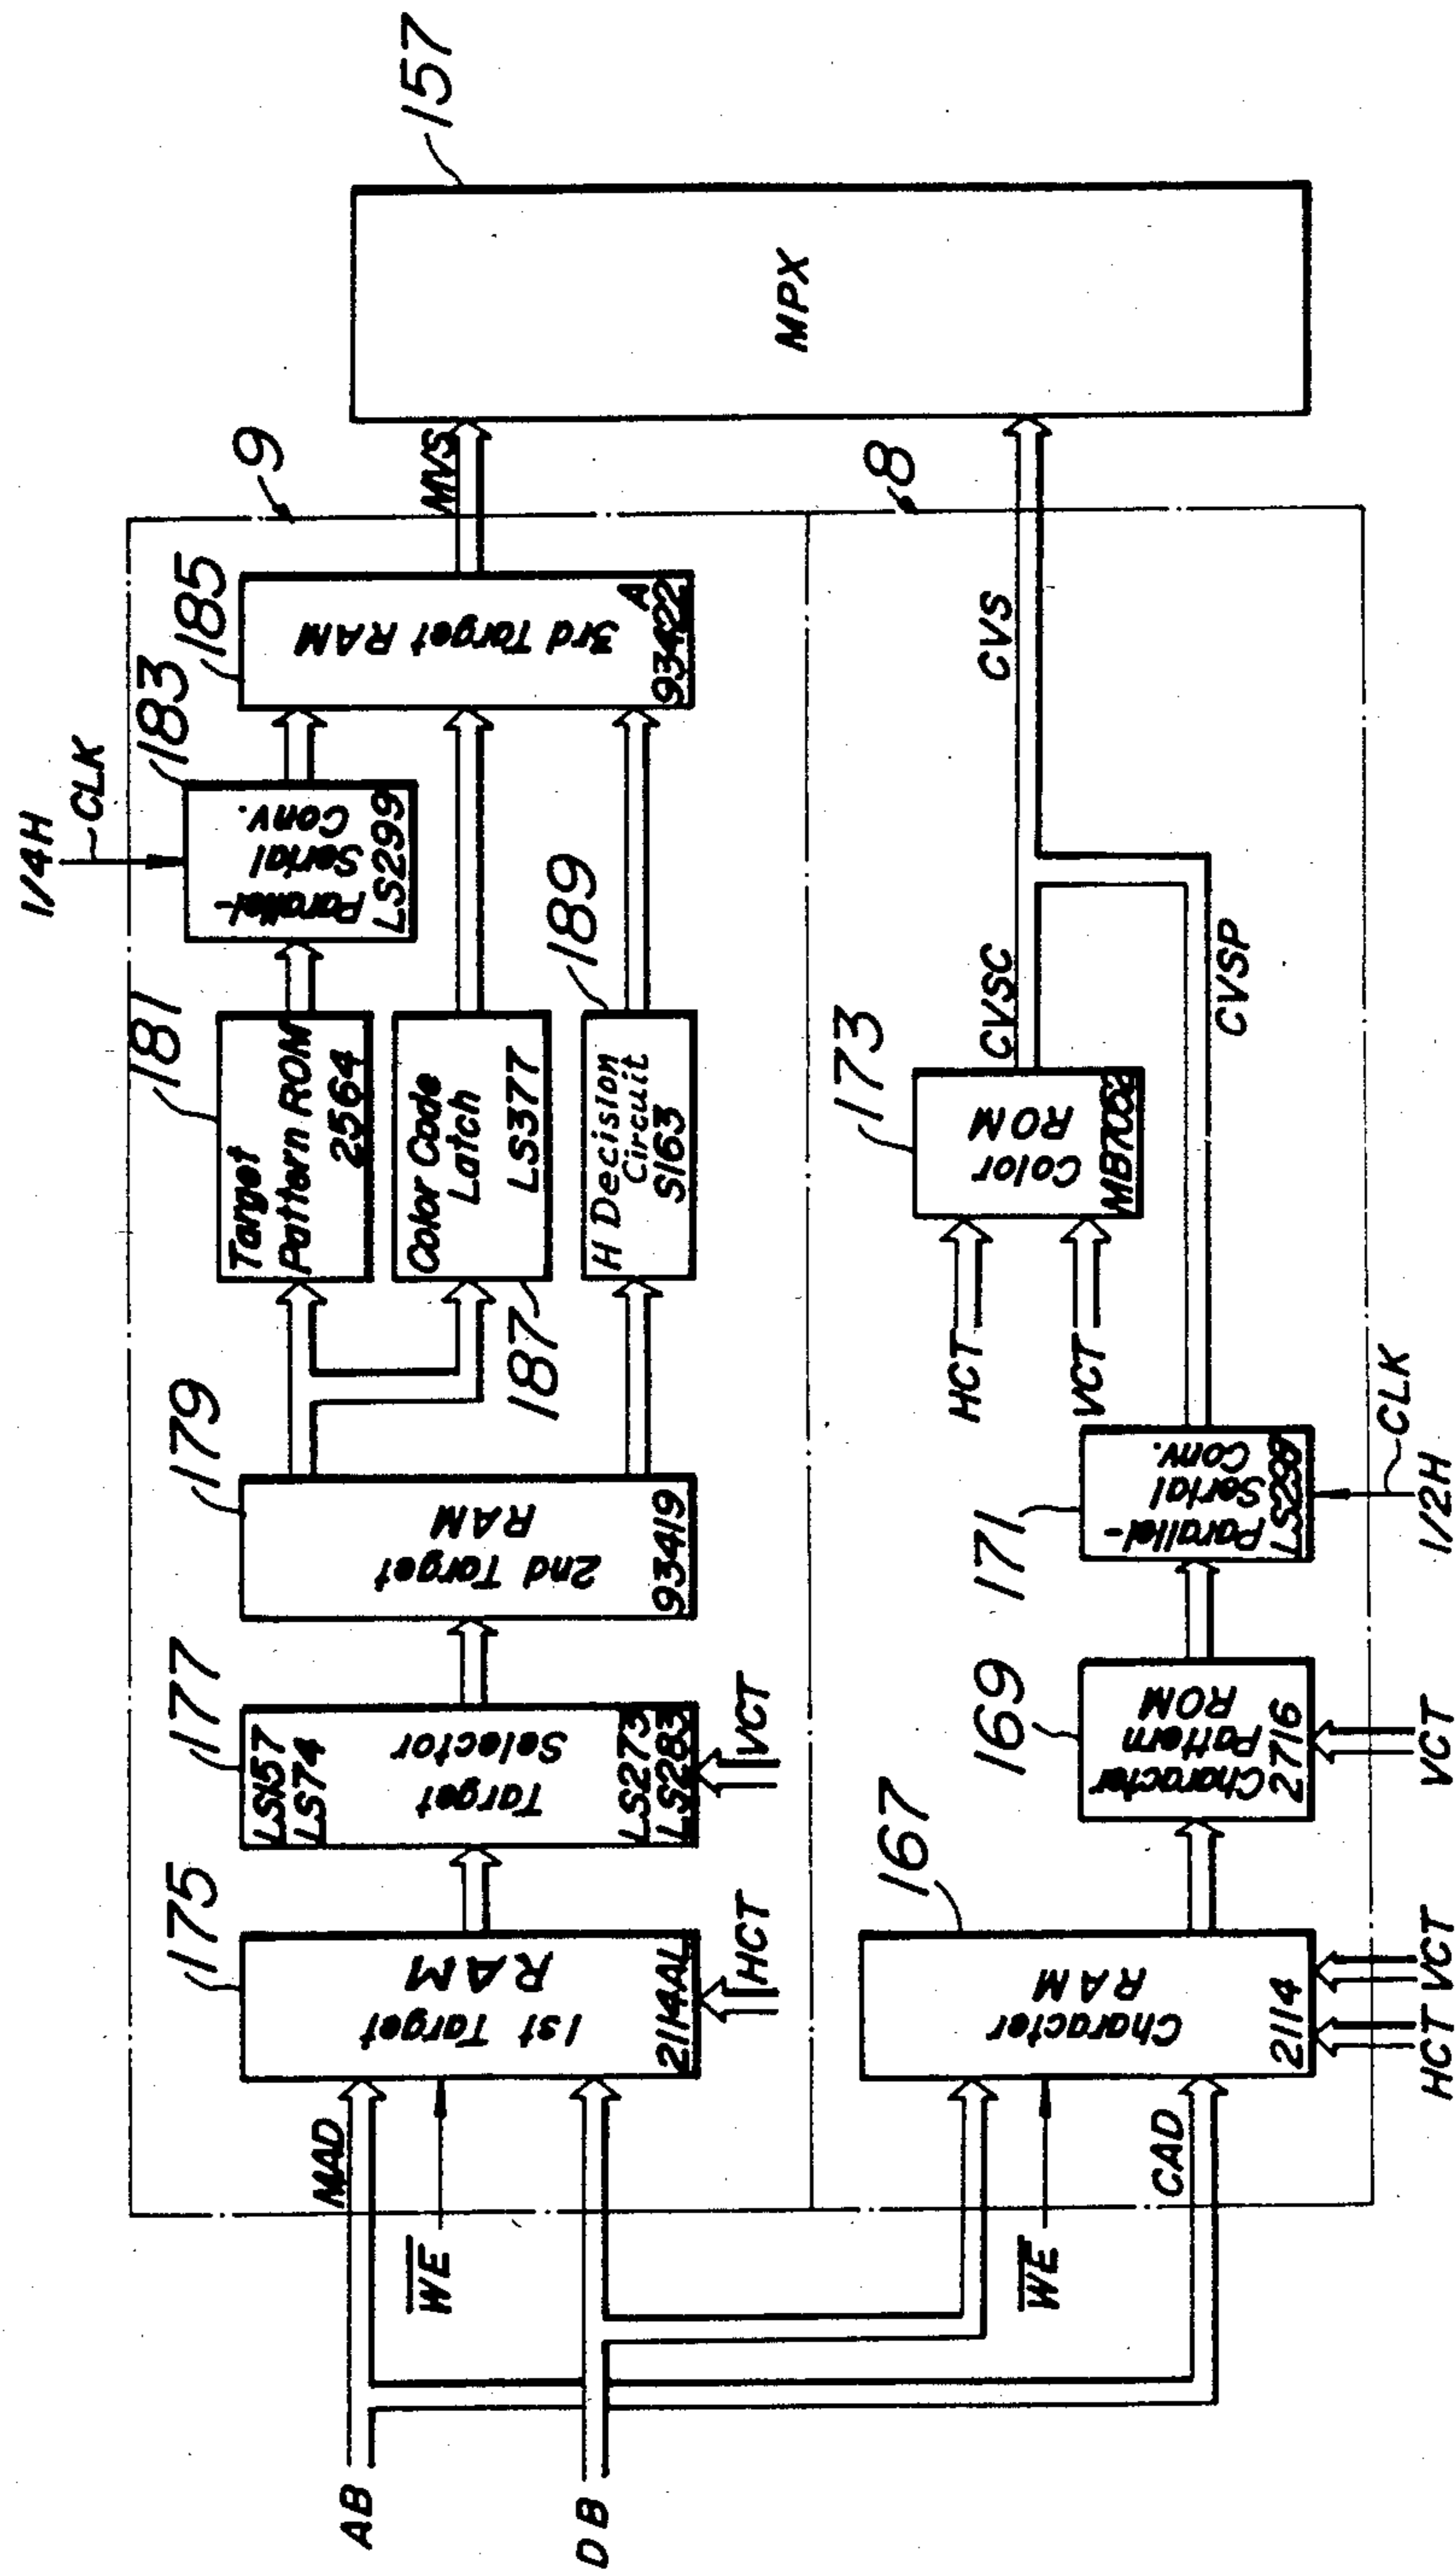 AB
DB
MAD
WE
175
1st Target
RAM
2114AL
HCT
177
LS157
LS74
Target
Selector
LS273
LS283
VCT
179
2nd Target
RAM
93419
181
Target
Pattern ROM
2564
Color Code
Latch
LS377
187
H Decision
Circuit
S163
189
1/4H
CLK
183
Parallel-
Serial
Conv.
LS299
185
3rd Target RAM
93422
A
9
MVS
157
MPX
WE
CAD
167
Character
RAM
2114
HCT VCT
169
Character
Pattern
ROM
2716
VCT
171
Parallel-
Serial
Conv.
CLK
1/2H
HCT
VCT
173
Color
ROM
MB7052
CVSC
CVSP
CVS
8